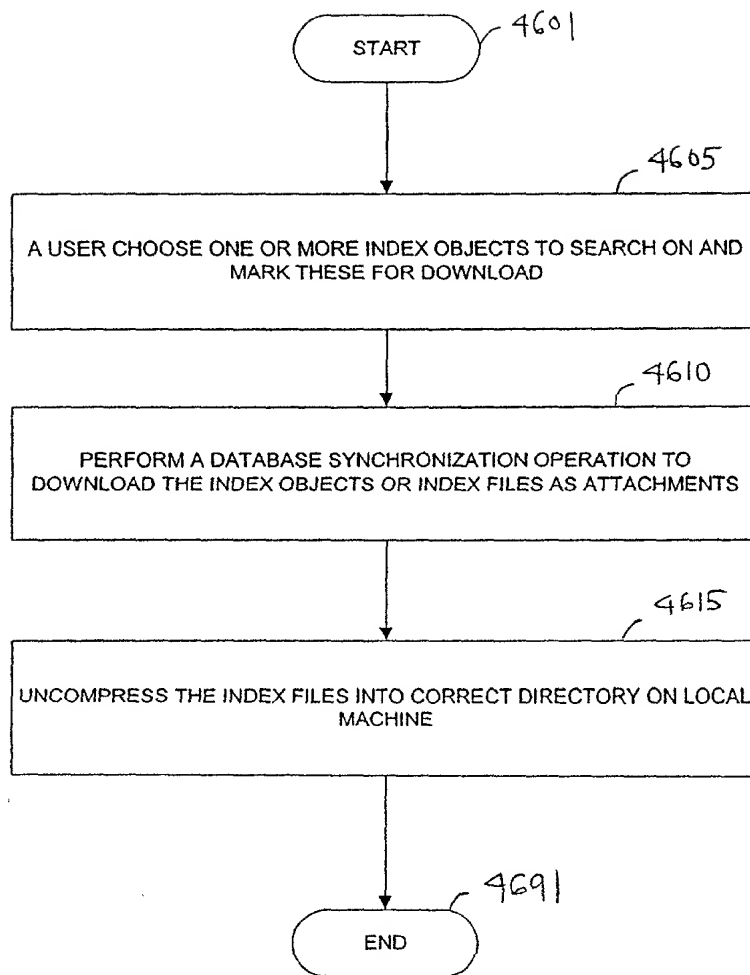 START
4601
4605
A USER CHOOSE ONE OR MORE INDEX OBJECTS TO SEARCH ON AND
MARK THESE FOR DOWNLOAD
4610
PERFORM A DATABASE SYNCHRONIZATION OPERATION TO
DOWNLOAD THE INDEX OBJECTS OR INDEX FILES AS ATTACHMENTS
4615
UNCOMPRESS THE INDEX FILES INTO CORRECT DIRECTORY ON LOCAL
MACHINE
4691
END